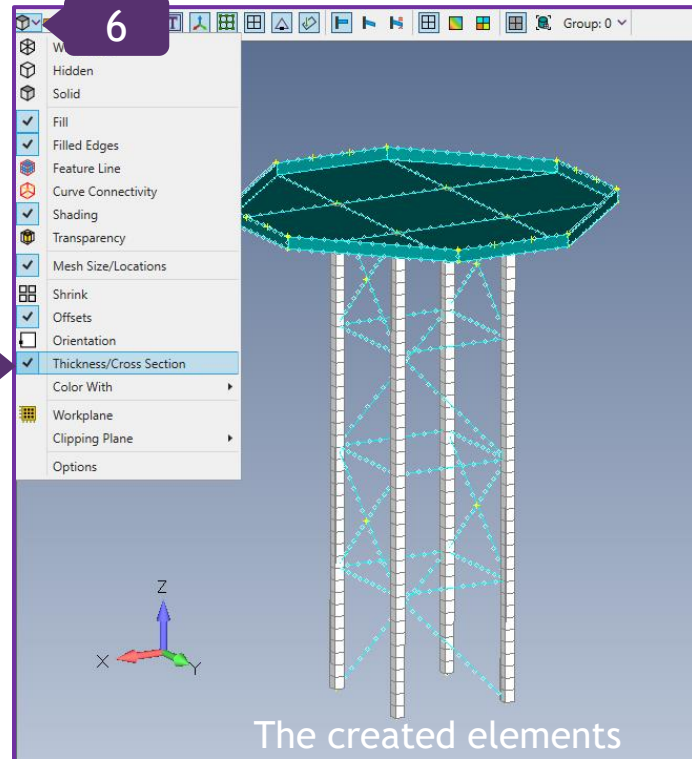 6
T
Group: 0
Hidden
Solid
Fill
Filled Edges
Feature Line
Curve Connectivity
Shading
Transparency
Mesh Size/Locations
Shrink
Offsets
Orientation
Thickness/Cross Section
Color With
Workplane
Clipping Plane
Options
Z
X
Y
The created elements